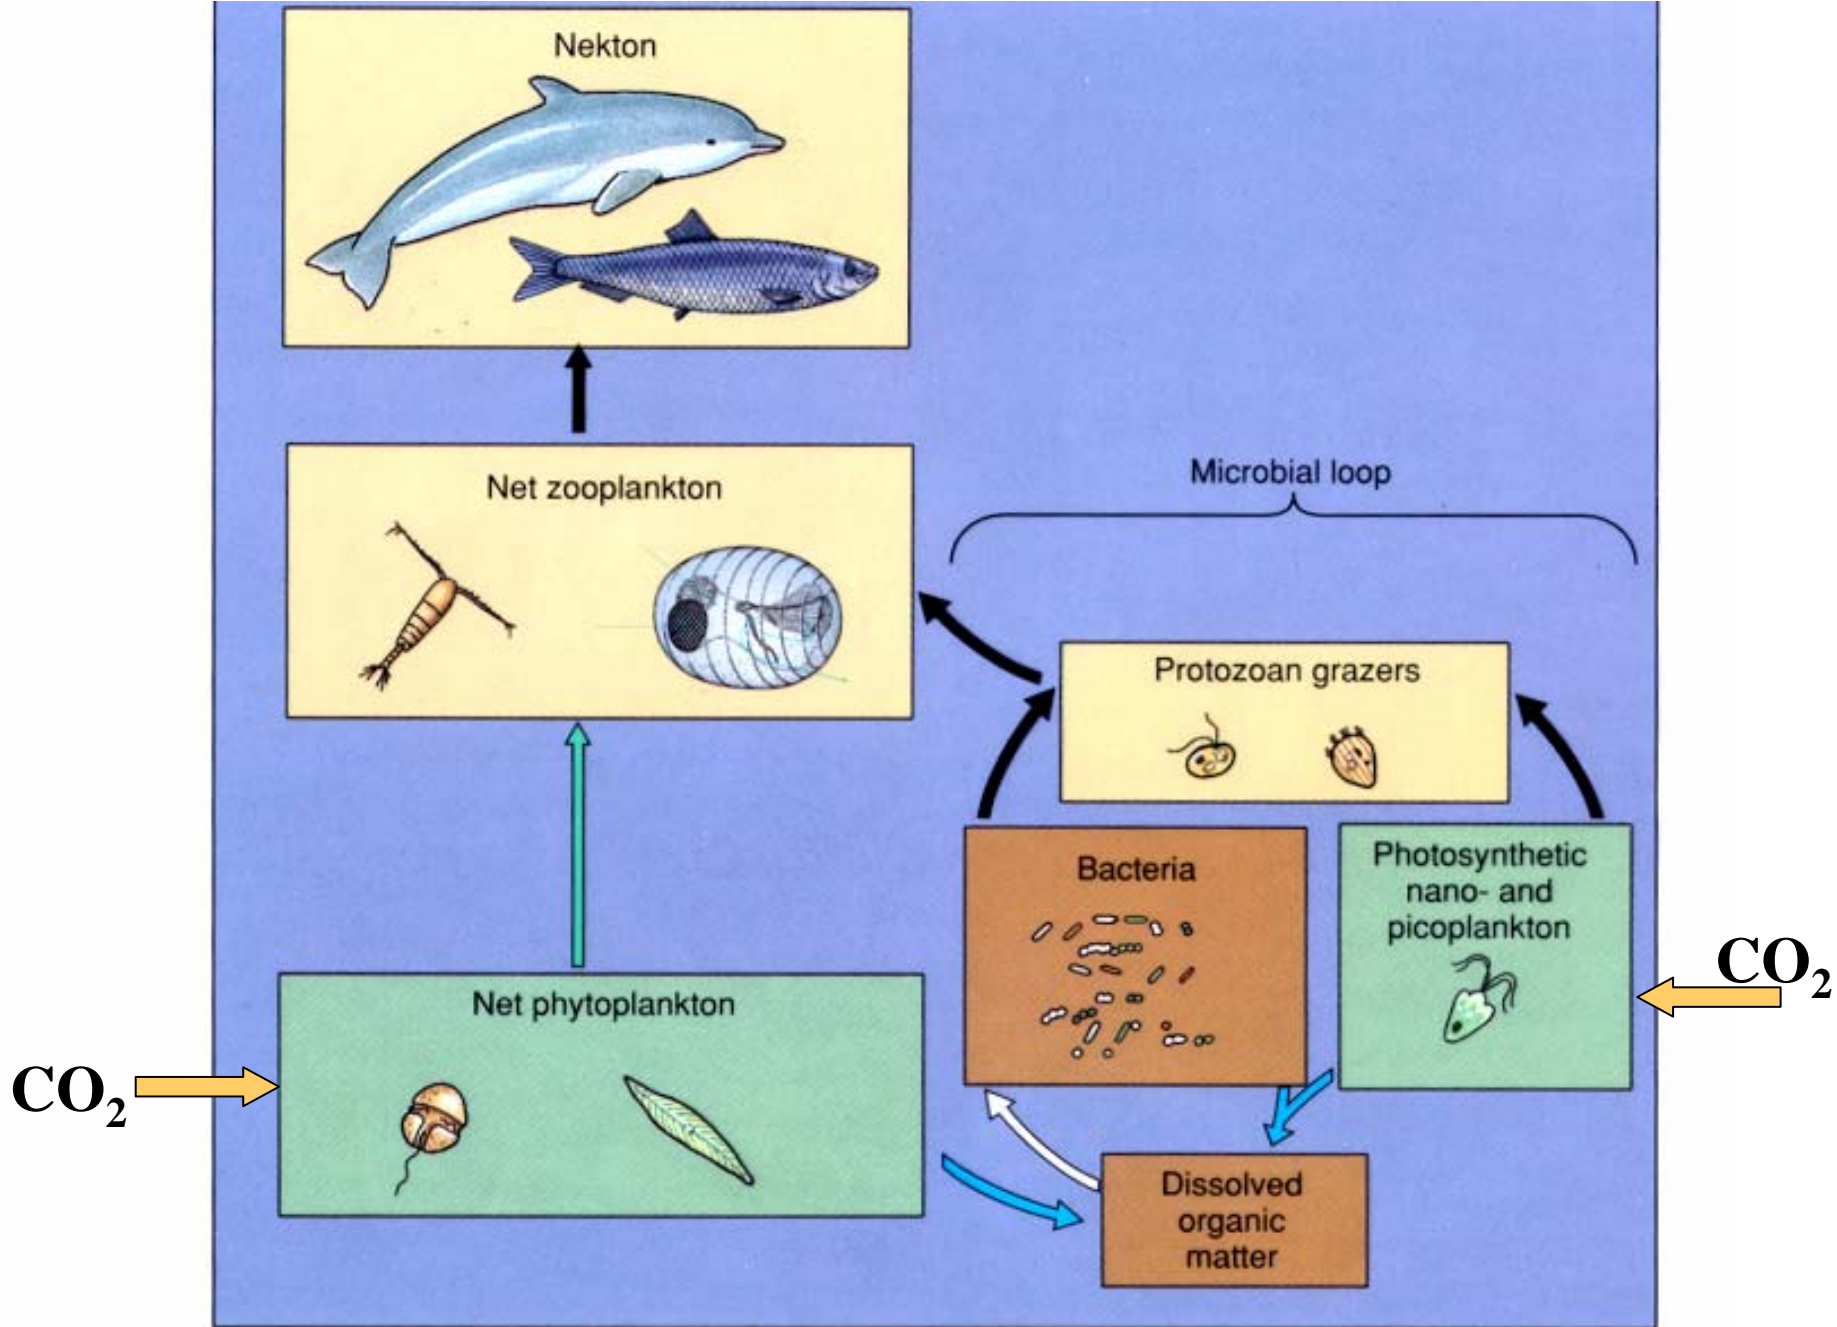 Nekton
Net zooplankton
Microbial loop
Protozoan grazers
Bacteria
Photosynthetic
nano- and
picoplankton
CO₂
Net phytoplankton
CO₂
Dissolved
organic
matter